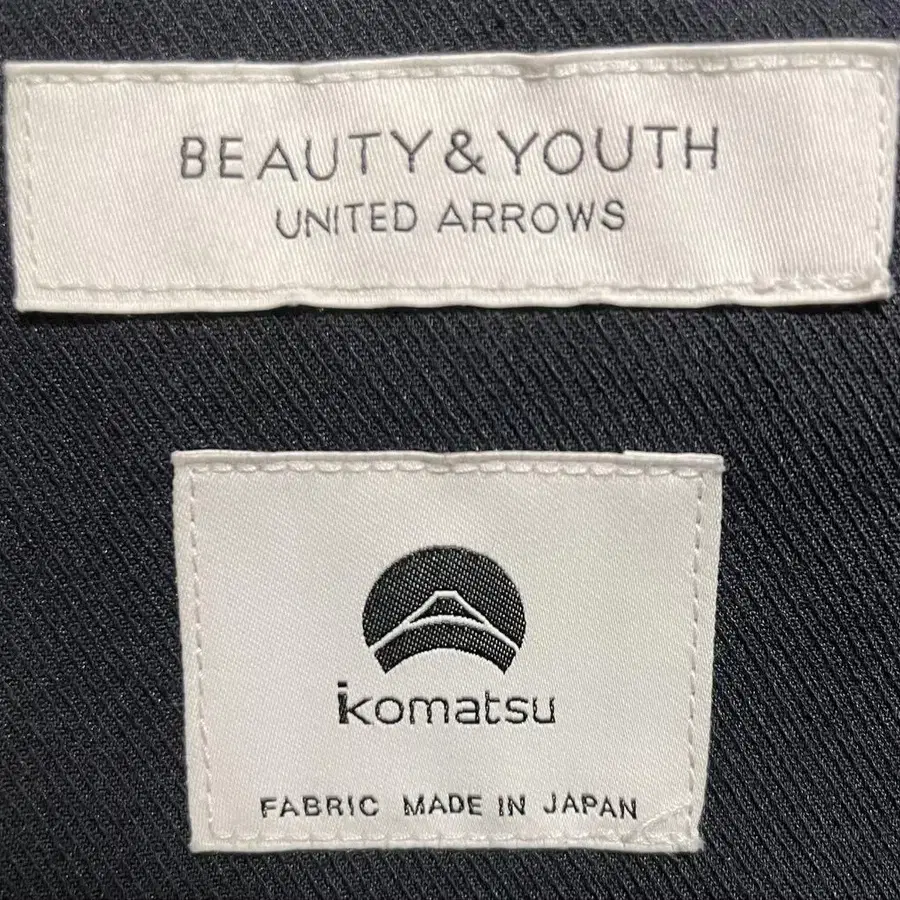 BEAUTY & YOUTH
UNITED ARROWS
komatsu
FABRIC MADE IN JAPAN